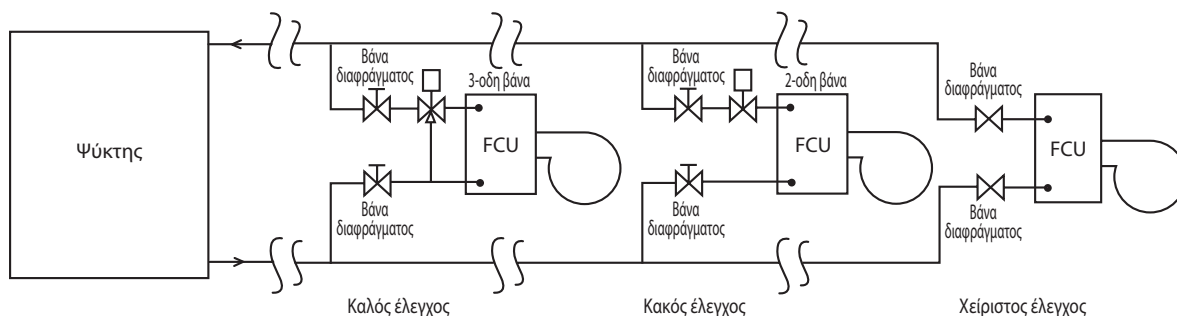 Ψύκτης
Βάνα
διαφράγματος
3-οδη βάνα
FCU
Βάνα
διαφράγματος
Καλός έλεγχος
Βάνα
διαφράγματος
2-οδη βάνα
FCU
Βάνα
διαφράγματος
Κακός έλεγχος
Βάνα
διαφράγματος
FCU
Βάνα
διαφράγματος
Χείριστος έλεγχος